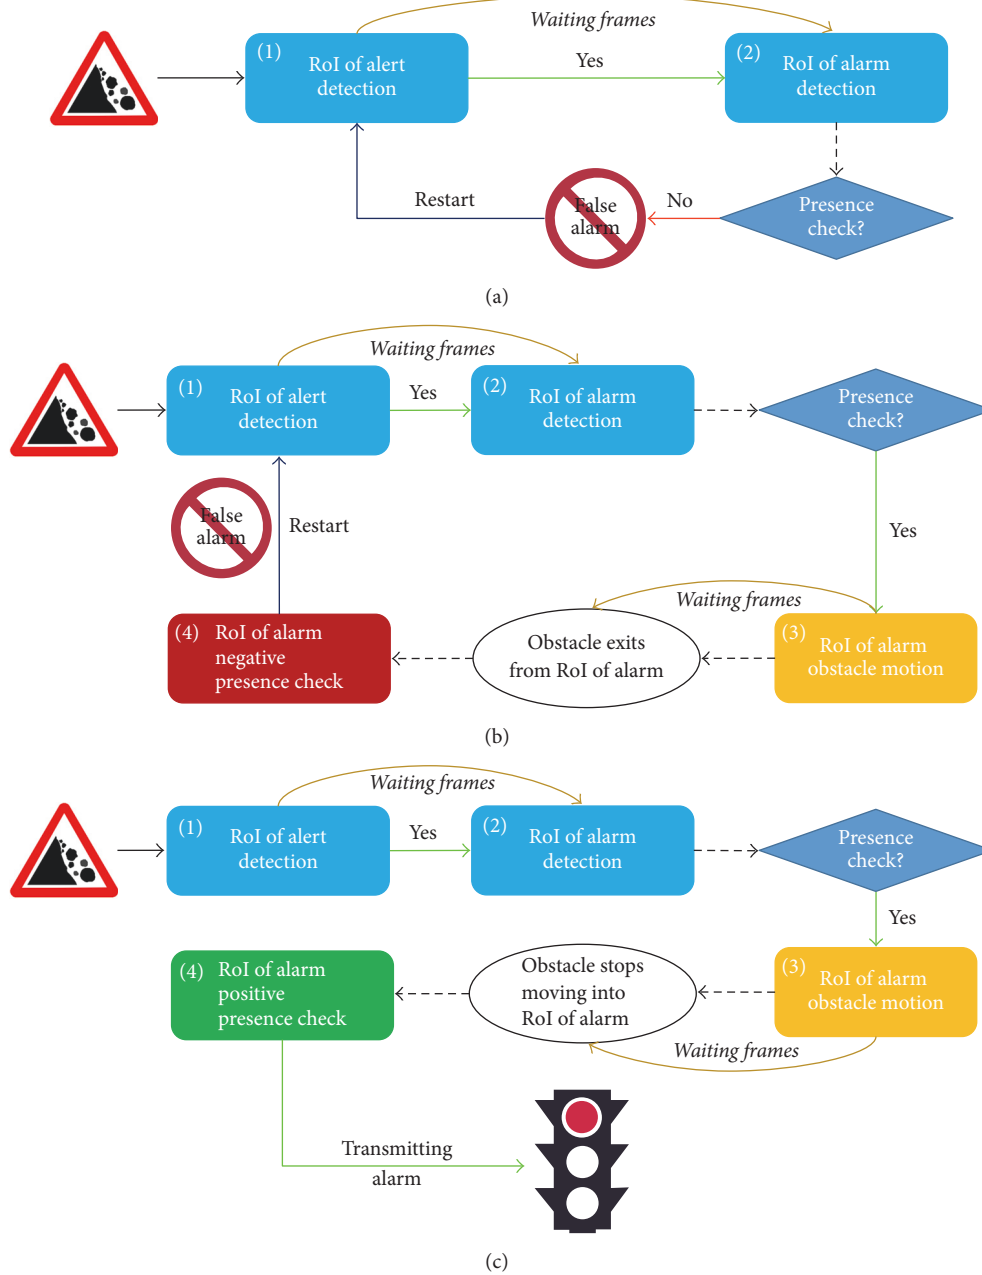 Waiting frames
(1)
RoI of alert
detection
Yes
(2)
RoI of alarm
detection
Restart
False
alarm
No
Presence
check?
(a)
Waiting frames
(1)
RoI of alert
detection
Yes
(2)
RoI of alarm
detection
Presence
check?
False
alarm
Restart
Yes
Waiting frames
(4)
RoI of alarm
negative
presence check
Obstacle exits
from RoI of alarm
(3)
RoI of alarm
obstacle motion
(b)
Waiting frames
(1)
RoI of alert
detection
Yes
(2)
RoI of alarm
detection
Presence
check?
Yes
(4)
RoI of alarm
positive
presence check
Obstacle stops
moving into
RoI of alarm
(3)
RoI of alarm
obstacle motion
Waiting frames
Transmitting
alarm
(c)